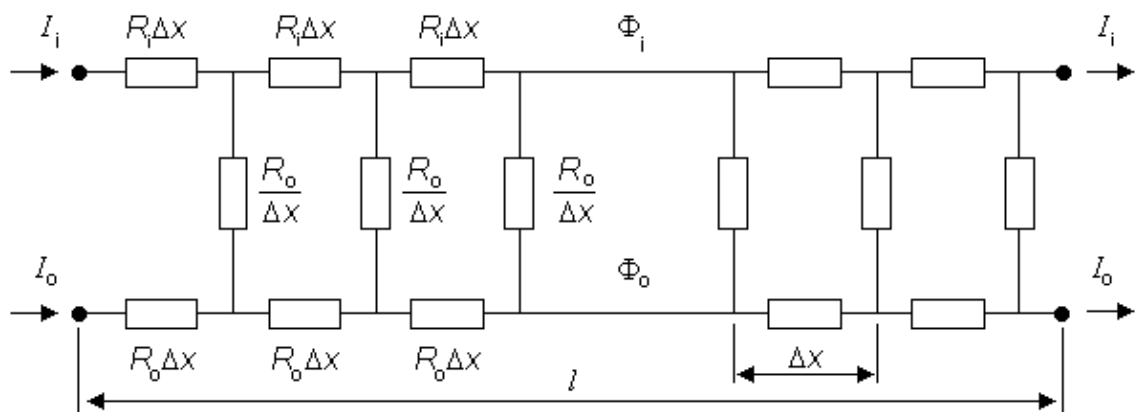 I_i R_iΔx R_iΔx R_iΔx Φ_i I_i
R_o/Δx R_o/Δx R_o/Δx
I_o Φ_o I_o
R_oΔx R_oΔx R_oΔx Δx
l